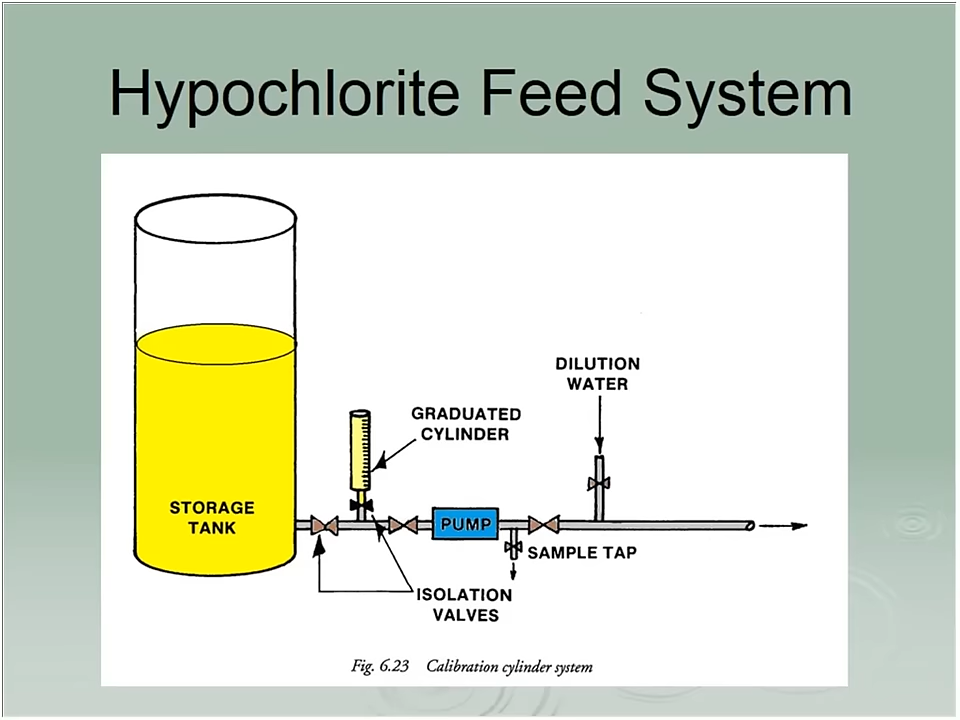 Hypochlorite Feed System
DILUTION
WATER
GRADUATED
CYLINDER
STORAGE
TANK
PUMP
SAMPLE TAP
ISOLATION
VALVES
Fig. 6.23 Calibration cylinder system